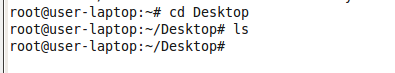 root@user-laptop:~# cd Desktop
root@user-laptop:~/Desktop# ls
root@user-laptop:~/Desktop#